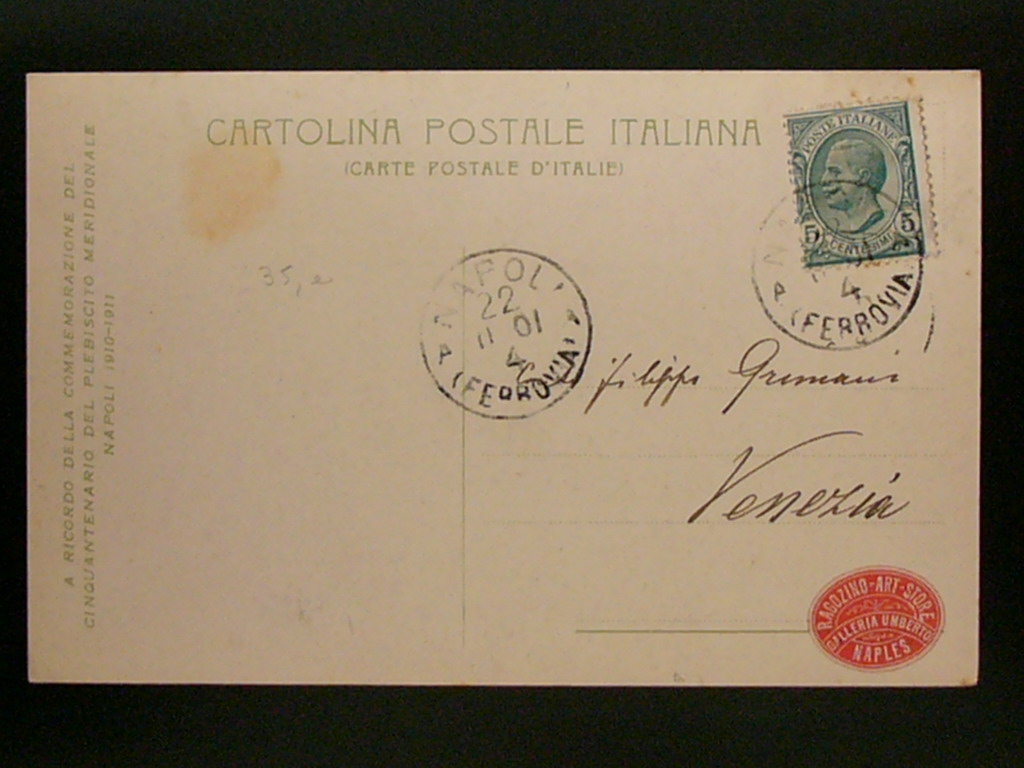 CARTOLINA POSTALE ITALIANA
(CARTE POSTALE D'ITALIE)
A RICORDO DELLA COMMEMORAZIONE DEL
CINQUANTENARIO DEL PLEBISCITO MERIDIONALE
NAPOLI 1910-1911
POSTE ITALIANE
5 CENTESIMI 5
4
(FERROVIA)
35,
NAPOLI
22
11 01
4
(FERROVIA)
Filippo Grimani
Venezia
RAGOZINO-ART-STORE
GALLERIA UMBERTO
NAPLES